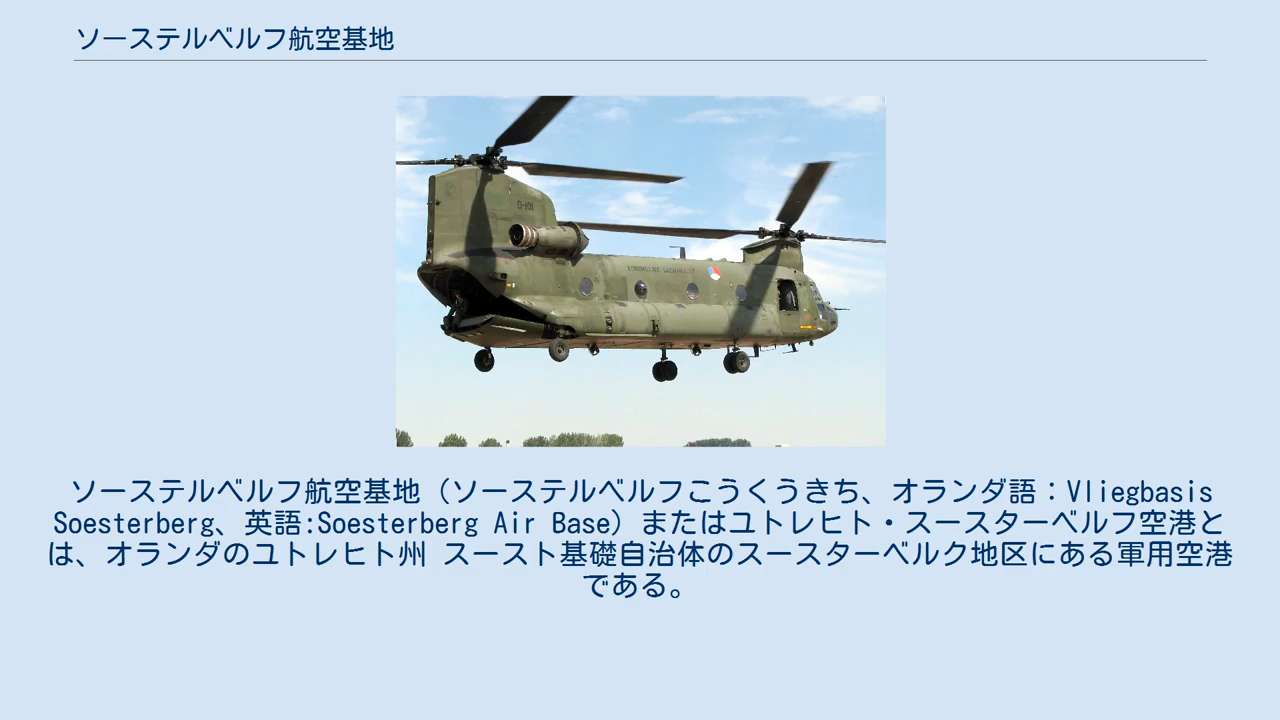 ソーステルベルフ航空基地
D-101
KONINKLIJKE LUCHTMACHT
ソーステルベルフ航空基地（ソーステルベルフこうくうきち、オランダ語：Vliegbasis
Soesterberg、英語:Soesterberg Air Base）またはユトレヒト・スースターベルフ空港と
は、オランダのユトレヒト州 スースト基礎自治体のスースターベルク地区にある軍用空港
である。